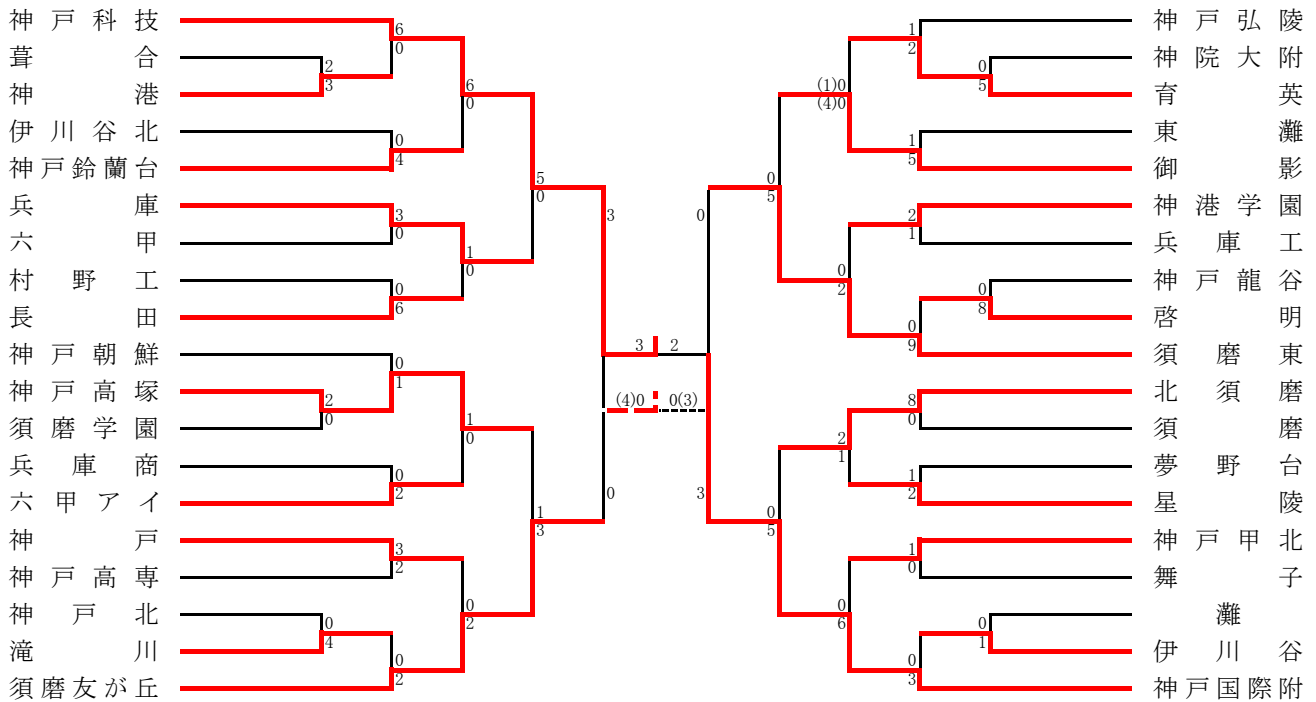 神戸科技
葺合
神港
伊川谷北
神戸鈴蘭台
兵庫
六甲
村野工
長田
神戸朝鮮
神戸高塚
須磨学園
兵庫商
六甲アイ
神戸
神戸高専
神戸北
滝川
須磨友が丘
2
3
6
0
0
4
3
0
0
6
0
1
2
0
0
2
3
2
0
4
0
2
6
0
1
0
1
0
0
2
5
0
1
3
3
0
3 2
(4)0 0(3)
0
3
0
5
0
5
(1)0
(4)0
0
2
2
1
0
6
1
2
0
5
1
5
2
1
0
8
0
9
8
0
1
2
1
0
0
1
0
3
神戸弘陵
神院大附
育英
東灘
御影
神港学園
兵庫工
神戸龍谷
啓明
須磨東
北須磨
須磨
夢野台
星陵
神戸甲北
舞子
灘
伊川谷
神戸国際附